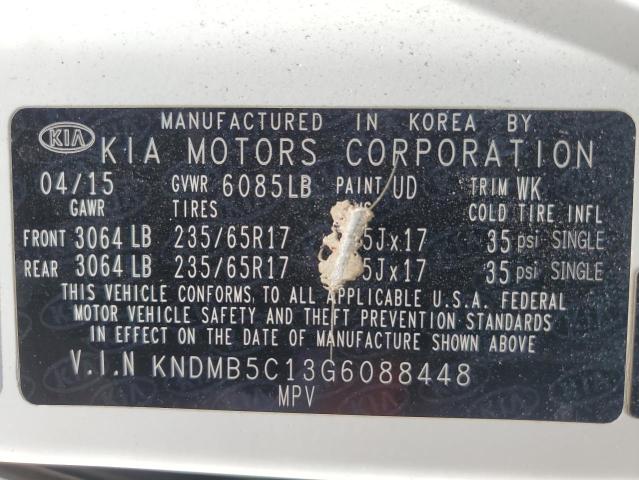 KIA
MANUFACTURED IN KOREA BY
KIA MOTORS CORPORATION
04/15 GVWR 6085LB PAINT UD TRIM WK
GAWR TIRES COLD TIRE INFL
FRONT 3064 LB 235/65R17 5Jx17 35 psi SINGLE
REAR 3064 LB 235/65R17 5Jx17 35 psi SINGLE
THIS VEHICLE CONFORMS TO ALL APPLICABLE U.S.A. FEDERAL
MOTOR VEHICLE SAFETY AND THEFT PREVENTION STANDARDS
IN EFFECT ON THE DATE OF MANUFACTURE SHOWN ABOVE
V.I.N KNDMB5C13G6088448
MPV